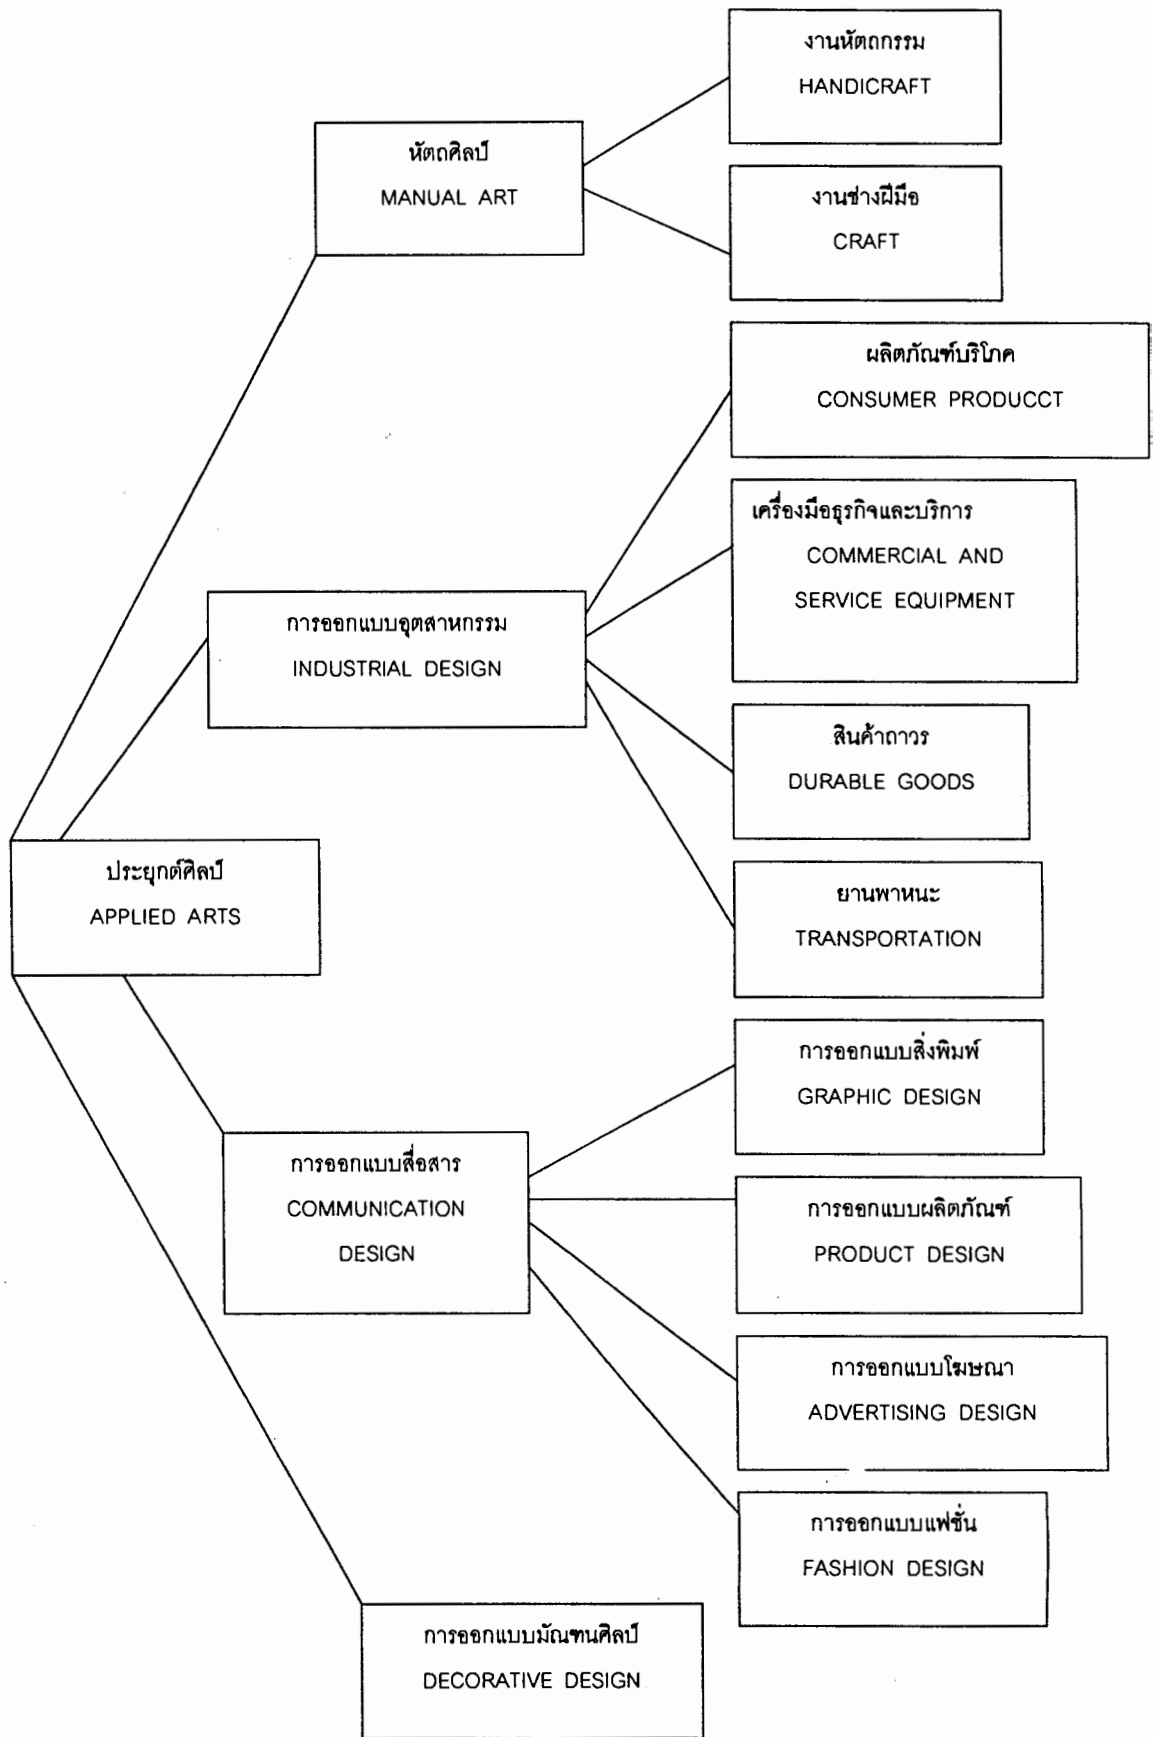 งานหัตถกรรม
HANDICRAFT
หัตถศิลป์
MANUAL ART
งานช่างฝีมือ
CRAFT
ผลิตภัณฑ์บริโภค
CONSUMER PRODUCCT
เครื่องมือธุรกิจและบริการ
COMMERCIAL AND
SERVICE EQUIPMENT
การออกแบบอุตสาหกรรม
INDUSTRIAL DESIGN
สินค้าถาวร
DURABLE GOODS
ประยุกต์ศิลป์
APPLIED ARTS
ยานพาหนะ
TRANSPORTATION
การออกแบบสิ่งพิมพ์
GRAPHIC DESIGN
การออกแบบสื่อสาร
COMMUNICATION
DESIGN
การออกแบบผลิตภัณฑ์
PRODUCT DESIGN
การออกแบบโฆษณา
ADVERTISING DESIGN
การออกแบบแฟชั่น
FASHION DESIGN
การออกแบบมัณฑนศิลป์
DECORATIVE DESIGN